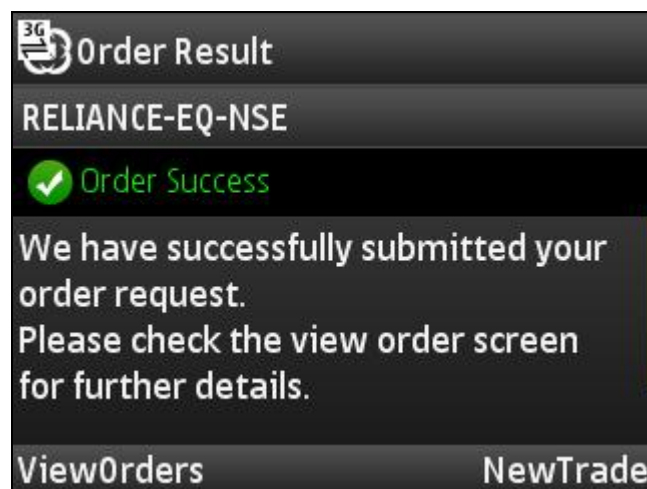 3G
Order Result
RELIANCE-EQ-NSE
Order Success
We have successfully submitted your
order request.
Please check the view order screen
for further details.
ViewOrders
NewTrade